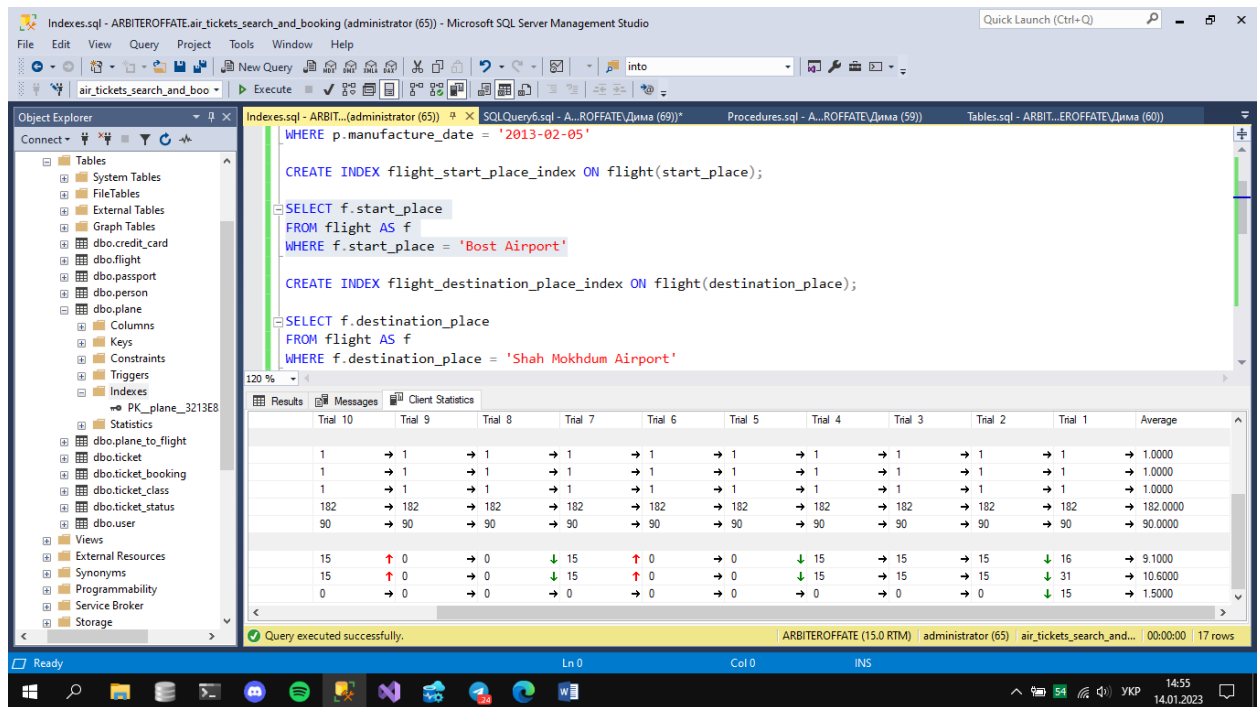 Indexes.sql - ARBITEROFFATE.air_tickets_search_and_booking (administrator (65)) - Microsoft SQL Server Management Studio
Quick Launch (Ctrl+Q)
File Edit View Query Project Tools Window Help
New Query MDX DMX XMLA DAX into
air_tickets_search_and_boo Execute
Object Explorer
Connect
Tables
System Tables
FileTables
External Tables
Graph Tables
dbo.credit_card
dbo.flight
dbo.passport
dbo.person
dbo.plane
Columns
Keys
Constraints
Triggers
Indexes
PK__plane__3213E8
Statistics
dbo.plane_to_flight
dbo.ticket
dbo.ticket_booking
dbo.ticket_class
dbo.ticket_status
dbo.user
Views
External Resources
Synonyms
Programmability
Service Broker
Storage
Indexes.sql - ARBIT...(administrator (65)) SQLQuery6.sql - A...ROFFATE\Дима (69))* Procedures.sql - A...ROFFATE\Дима (59)) Tables.sql - ARBIT...EROFFATE\Дима (60))
WHERE p.manufacture_date = '2013-02-05'
CREATE INDEX flight_start_place_index ON flight(start_place);
SELECT f.start_place
FROM flight AS f
WHERE f.start_place = 'Bost Airport'
CREATE INDEX flight_destination_place_index ON flight(destination_place);
SELECT f.destination_place
FROM flight AS f
WHERE f.destination_place = 'Shah Mokhdum Airport'
120 %
Results Messages Client Statistics
Trial 10 Trial 9 Trial 8 Trial 7 Trial 6 Trial 5 Trial 4 Trial 3 Trial 2 Trial 1 Average
1 → 1 → 1 → 1 → 1 → 1 → 1 → 1 → 1 → 1 → 1.0000
1 → 1 → 1 → 1 → 1 → 1 → 1 → 1 → 1 → 1 → 1.0000
1 → 1 → 1 → 1 → 1 → 1 → 1 → 1 → 1 → 1 → 1.0000
182 → 182 → 182 → 182 → 182 → 182 → 182 → 182 → 182 → 182 → 182.0000
90 → 90 → 90 → 90 → 90 → 90 → 90 → 90 → 90 → 90 → 90.0000
15 ↑ 0 → 0 ↓ 15 ↑ 0 → 0 ↓ 15 → 15 → 15 ↓ 16 → 9.1000
15 ↑ 0 → 0 ↓ 15 ↑ 0 → 0 ↓ 15 → 15 → 15 ↓ 31 → 10.6000
0 → 0 → 0 → 0 → 0 → 0 → 0 → 0 → 0 ↓ 15 → 1.5000
Query executed successfully. ARBITEROFFATE (15.0 RTM) administrator (65) air_tickets_search_and... 00:00:00 17 rows
Ready Ln 0 Col 0 INS
24 54 УКР 14:55
14.01.2023